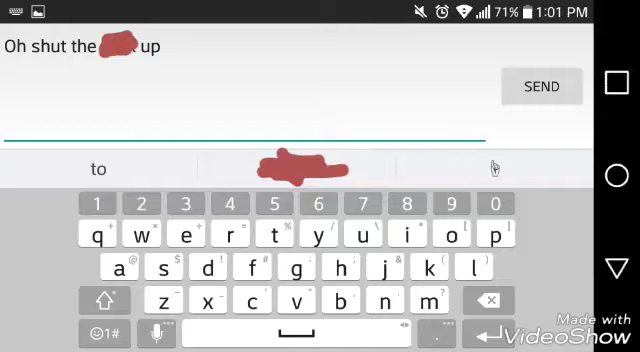 71% 1:01 PM
Oh shut the up
SEND
to
1 2 3 4 5 6 7 8 9 0
q + w × e ÷ r = t % y / u \ i * o [ p ]
a @ s $ d ! f # g : h ; j & k ( l )
z - x - c ' v " b , n . m ?
1# .
Made with
VideoShow